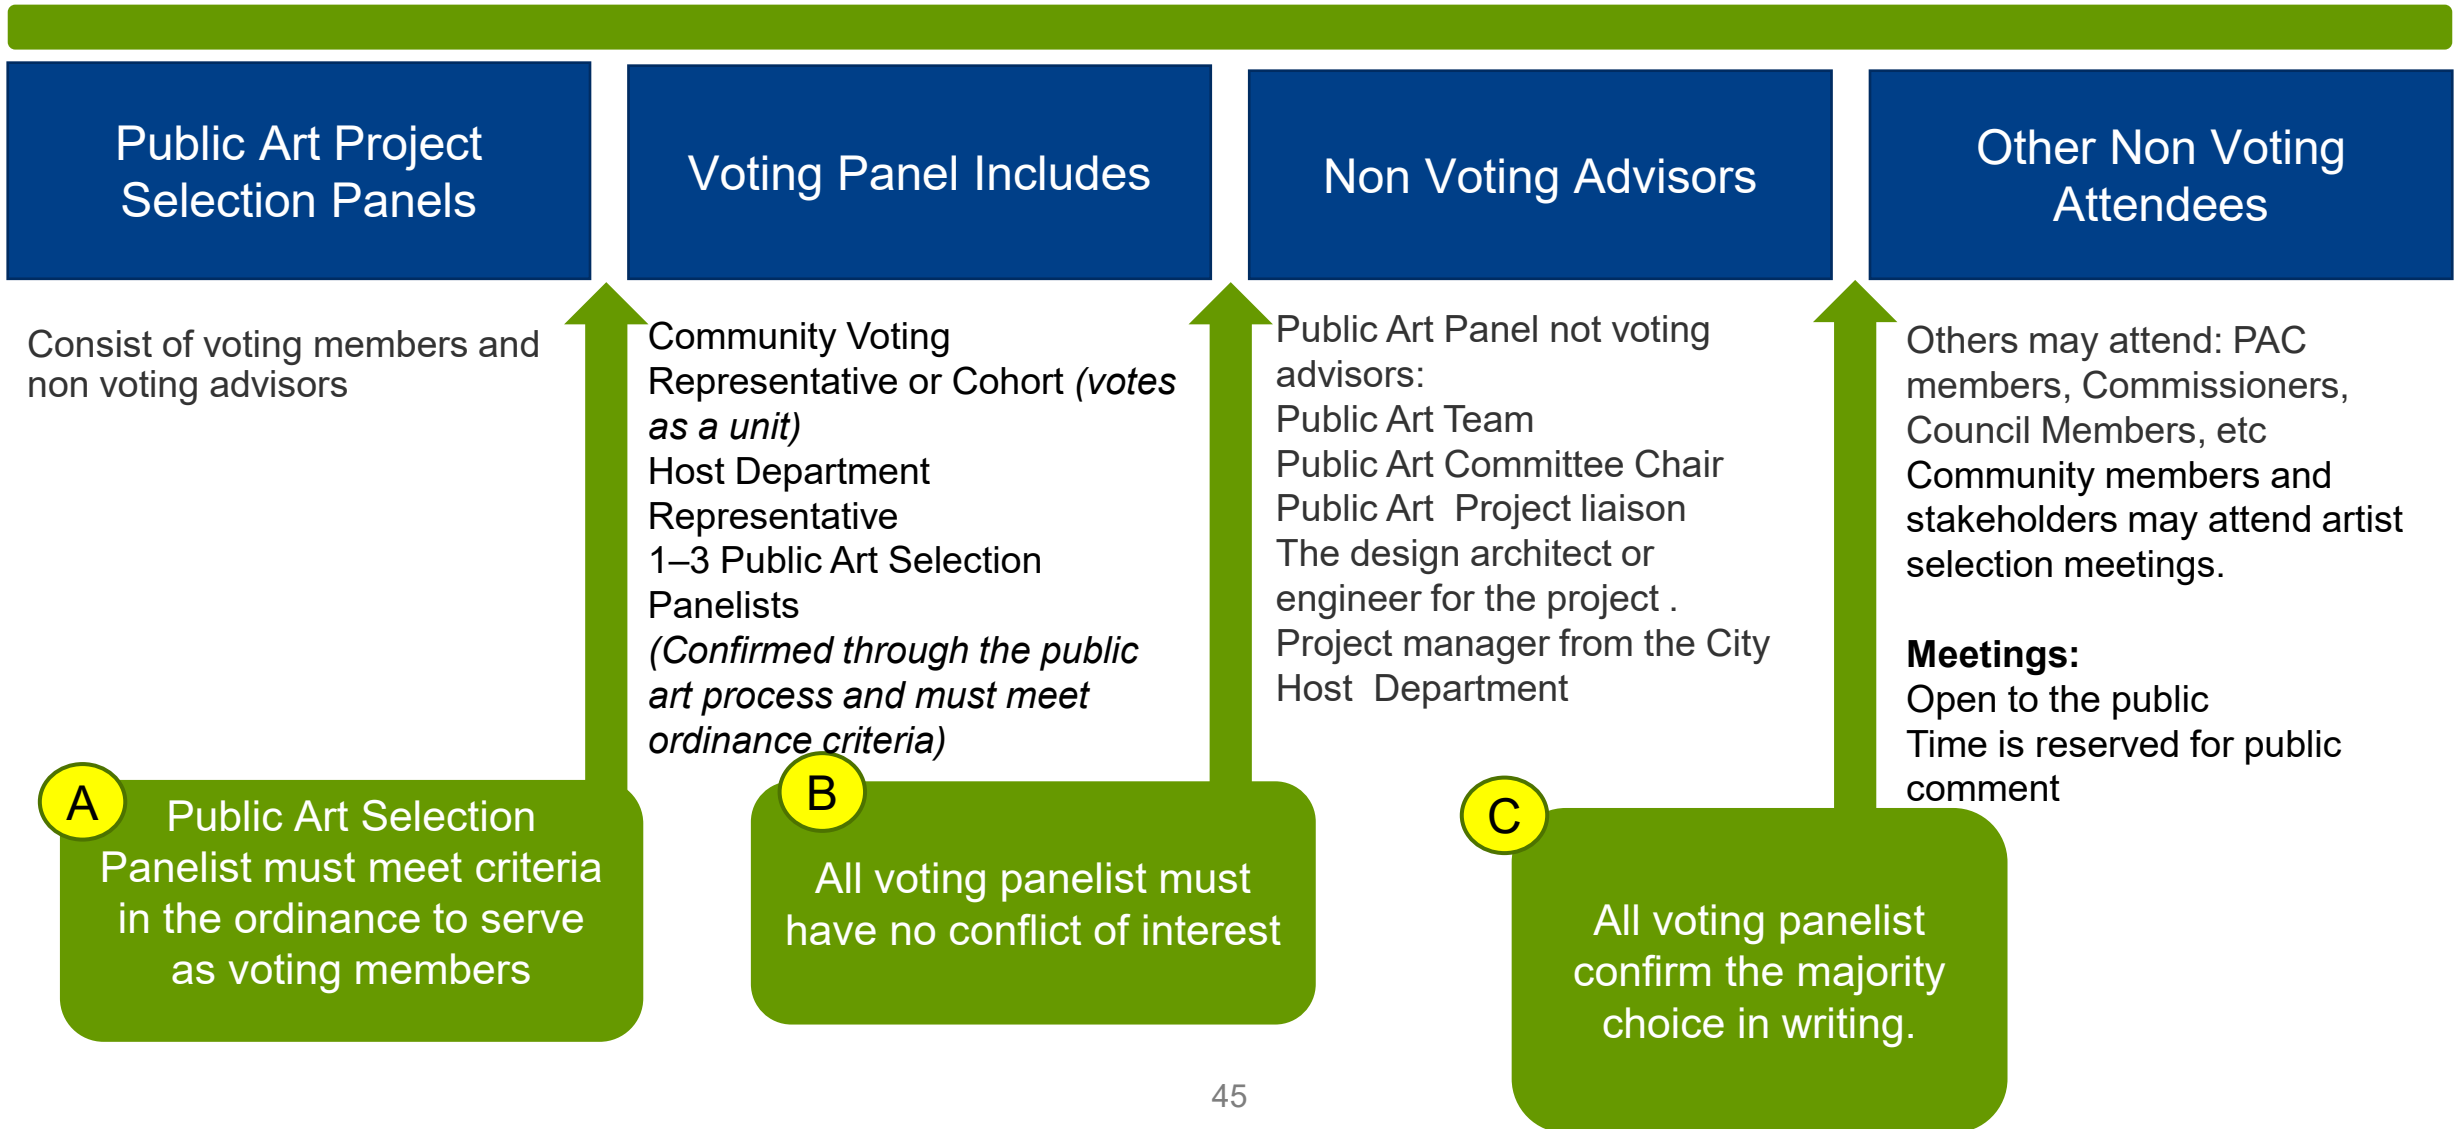 Public Art Project
Selection Panels
Consist of voting members and
non voting advisors
Voting Panel Includes
Community Voting
Representative or Cohort (votes
as a unit)
Host Department
Representative
1–3 Public Art Selection
Panelists
(Confirmed through the public
art process and must meet
ordinance criteria)
Non Voting Advisors
Public Art Panel not voting
advisors:
Public Art Team
Public Art Committee Chair
Public Art  Project liaison
The design architect or
engineer for the project .
Project manager from the City
Host  Department
Other Non Voting
Attendees
Others may attend: PAC
members, Commissioners,
Council Members, etc
Community members and
stakeholders may attend artist
selection meetings.
Meetings:
Open to the public
Time is reserved for public
comment
A
Public Art Selection
Panelist must meet criteria
in the ordinance to serve
as voting members
B
All voting panelist must
have no conflict of interest
C
All voting panelist
confirm the majority
choice in writing.
45